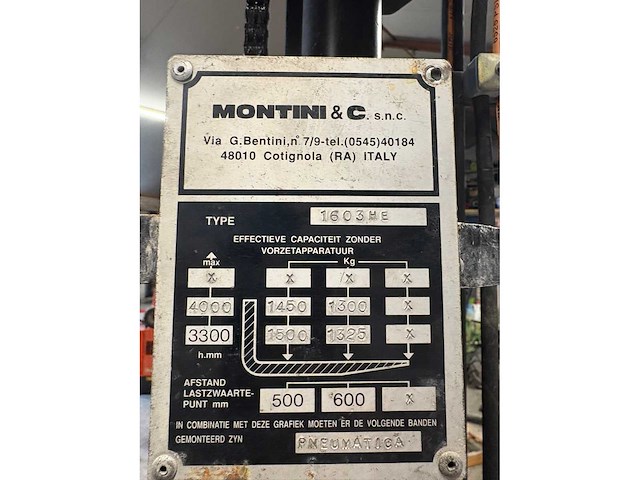 MONTINI & C. s.n.c.
Via G.Bentini,n° 7/9-tel.(0545)40184
48010 Cotignola (RA) ITALY
TYPE 1603HE
EFFECTIEVE CAPACITEIT ZONDER
VORZETAPPARATUUR
max Kg
X X X X
4000 1450 1300 X
3300 1500 1325 X
h.mm
AFSTAND
LASTZWAARTE-
PUNT mm 500 600 X
IN COMBINATIE MET DEZE GRAFIEK MOETEN ER DE VOLGENDE BANDEN
GEMONTEERD ZYN PNEUMATICA